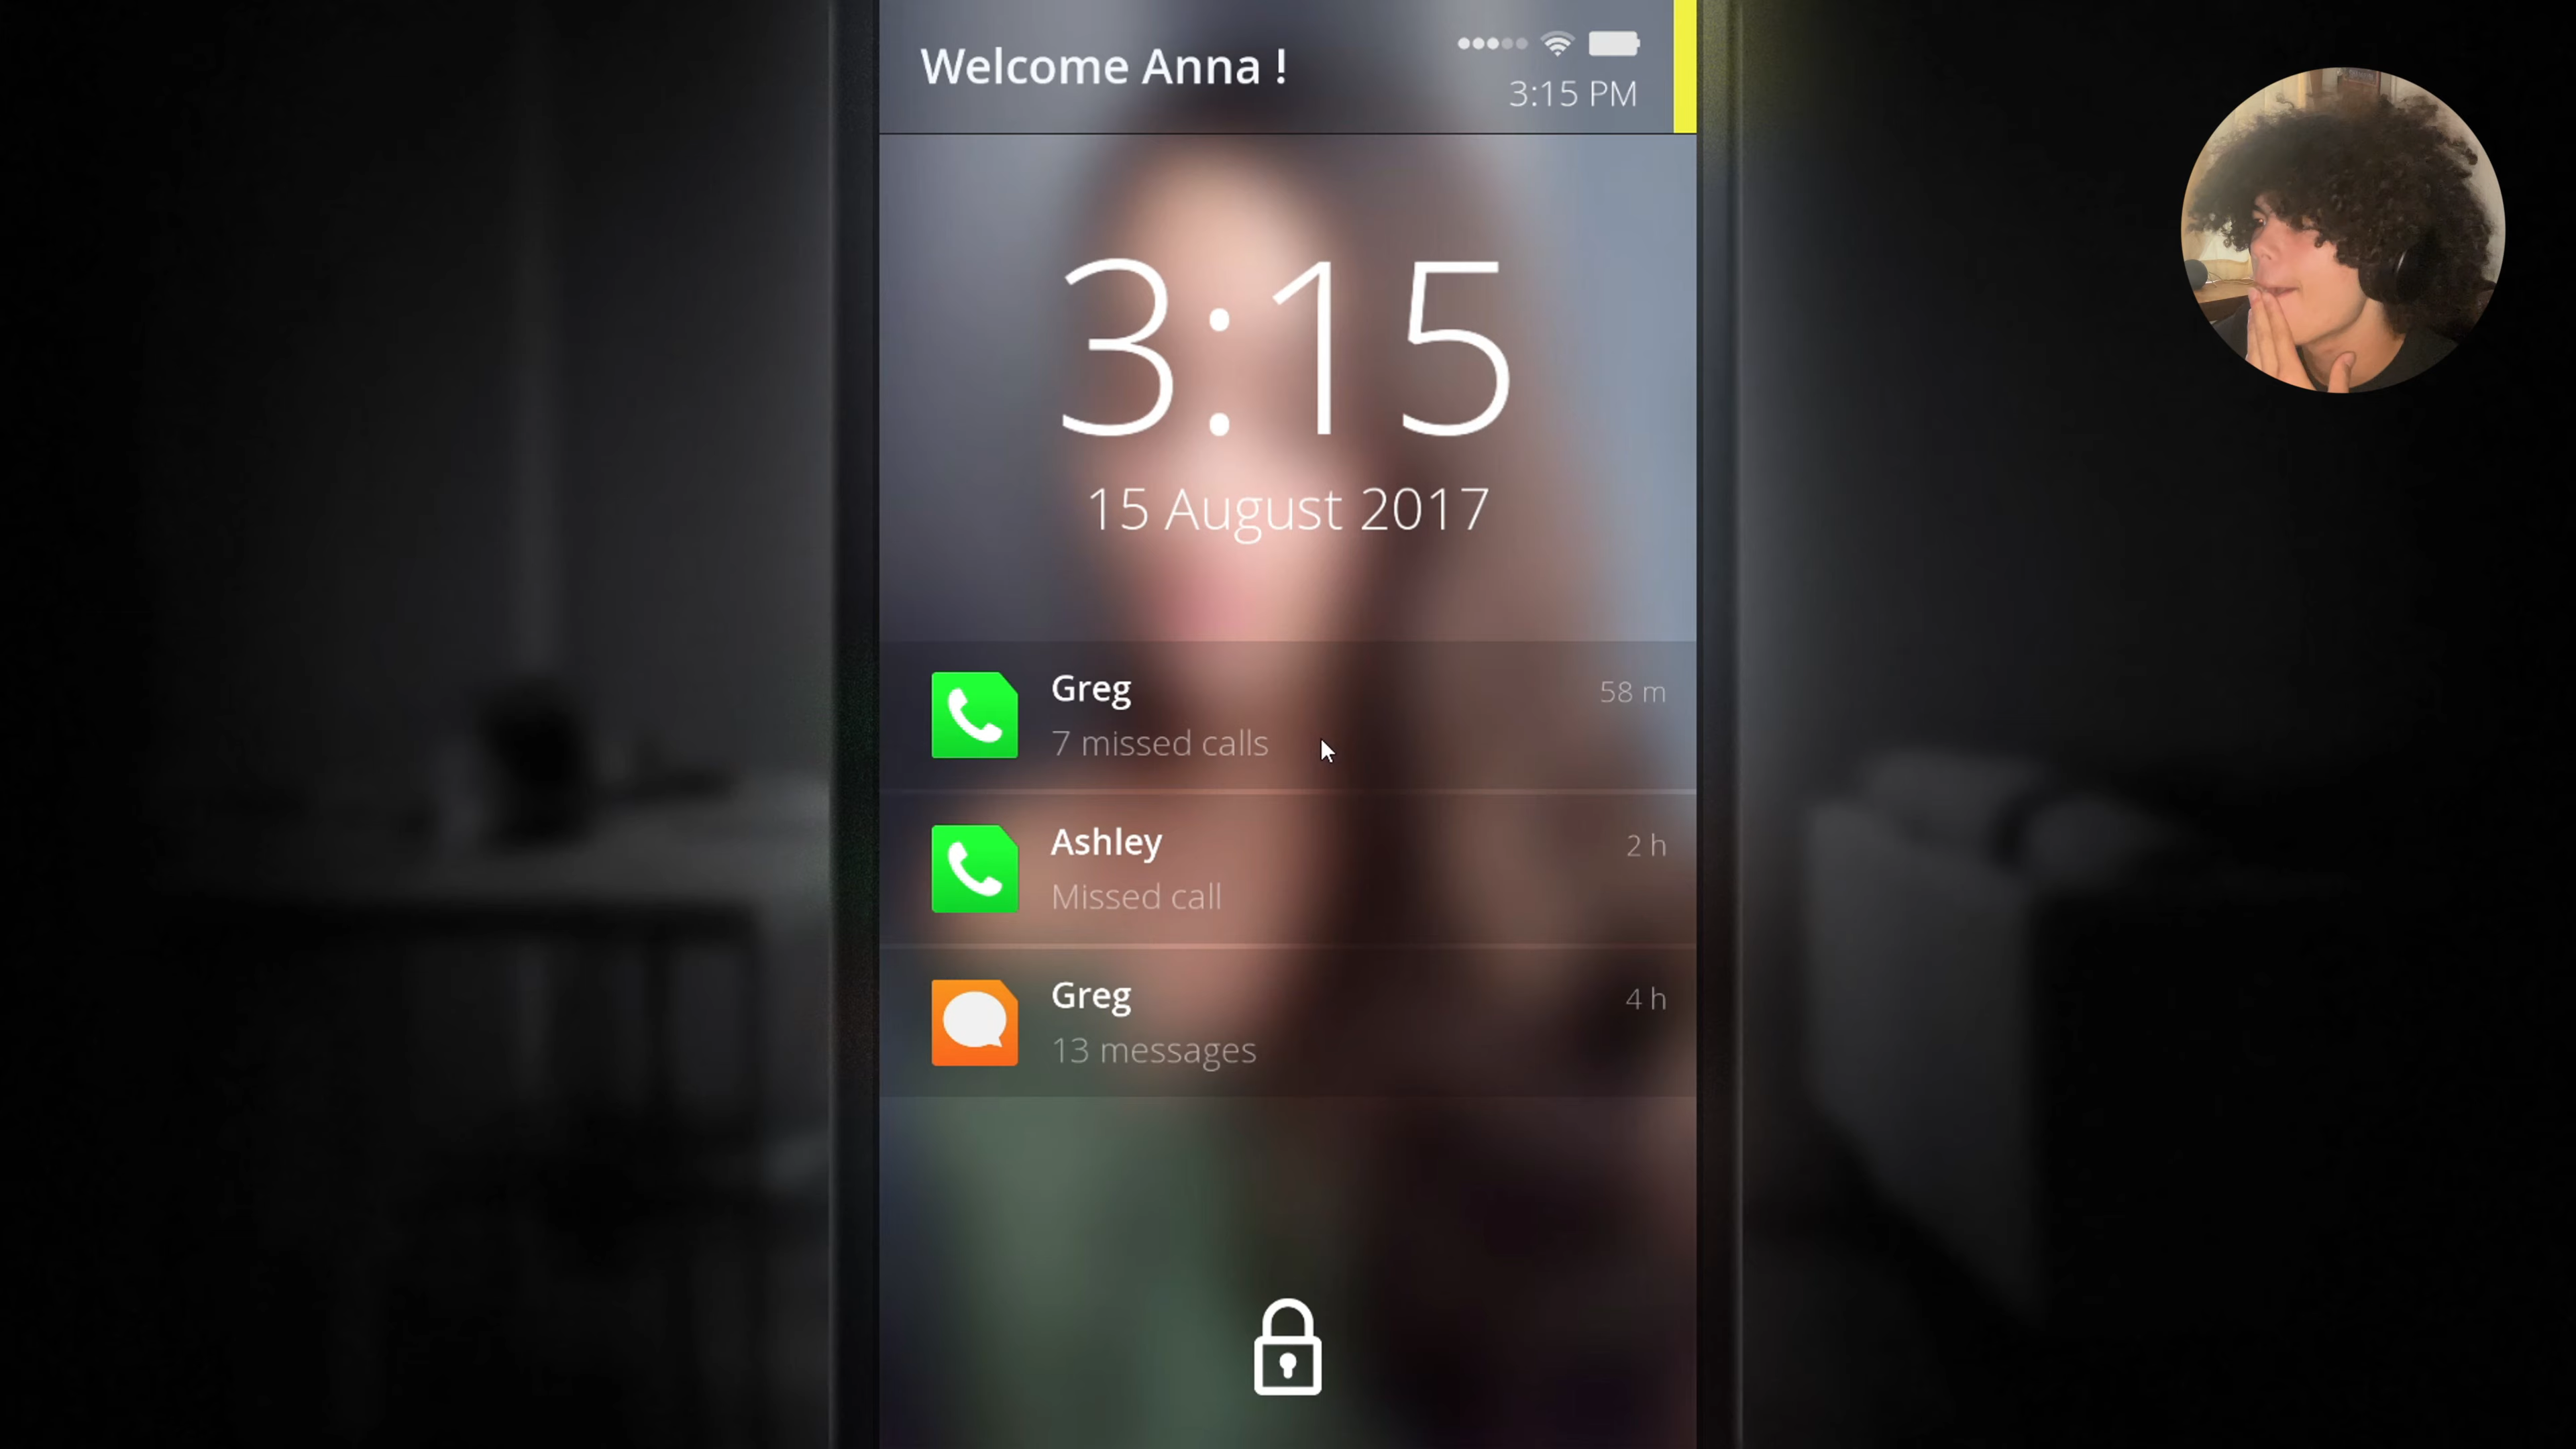 Welcome Anna !
3:15 PM
3:15
15 August 2017
Greg
58 m
7 missed calls
Ashley
2 h
Missed call
Greg
4 h
13 messages